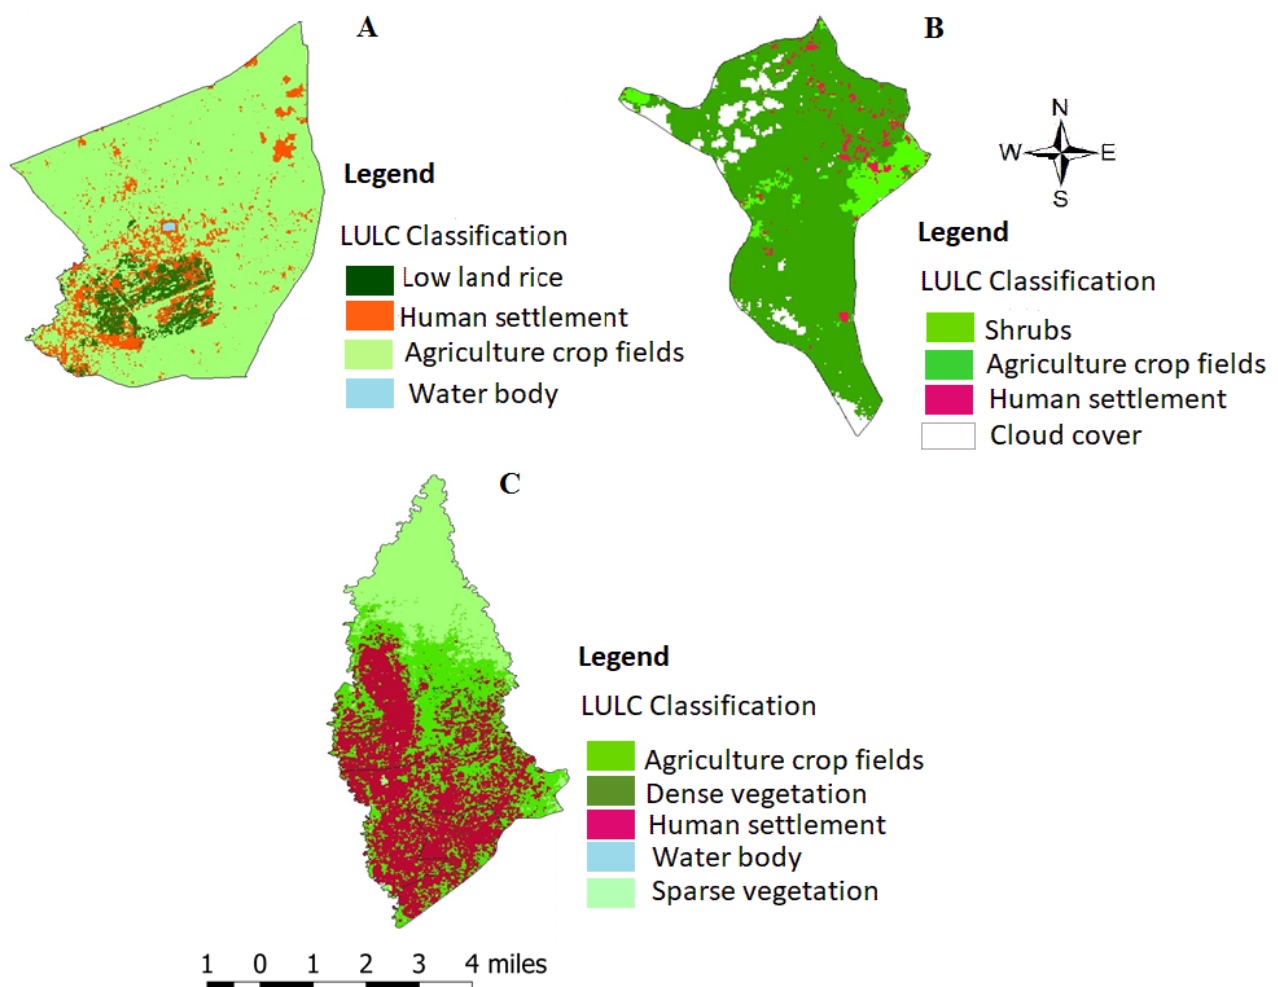 A
Legend
LULC Classification
Low land rice
Human settlement
Agriculture crop fields
Water body
B
N
W E
S
Legend
LULC Classification
Shrubs
Agriculture crop fields
Human settlement
Cloud cover
C
Legend
LULC Classification
Agriculture crop fields
Dense vegetation
Human settlement
Water body
Sparse vegetation
1 0 1 2 3 4 miles